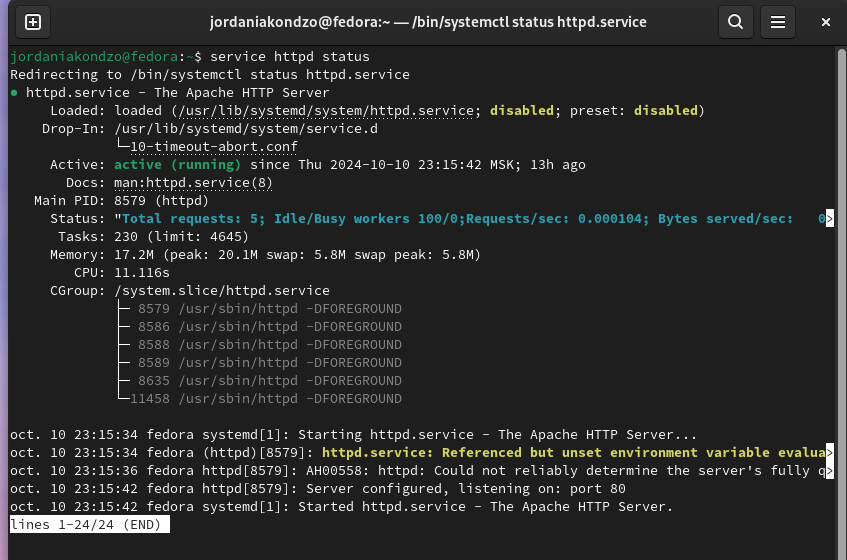 jordaniakondzo@fedora:~ — /bin/systemctl status httpd.service
jordaniakondzo@fedora:~$ service httpd status
Redirecting to /bin/systemctl status httpd.service
● httpd.service - The Apache HTTP Server
Loaded: loaded (/usr/lib/systemd/system/httpd.service; disabled; preset: disabled)
Drop-In: /usr/lib/systemd/system/service.d
└─10-timeout-abort.conf
Active: active (running) since Thu 2024-10-10 23:15:42 MSK; 13h ago
Docs: man:httpd.service(8)
Main PID: 8579 (httpd)
Status: "Total requests: 5; Idle/Busy workers 100/0;Requests/sec: 0.000104; Bytes served/sec:   0>
Tasks: 230 (limit: 4645)
Memory: 17.2M (peak: 20.1M swap: 5.8M swap peak: 5.8M)
CPU: 11.116s
CGroup: /system.slice/httpd.service
├─ 8579 /usr/sbin/httpd -DFOREGROUND
├─ 8586 /usr/sbin/httpd -DFOREGROUND
├─ 8588 /usr/sbin/httpd -DFOREGROUND
├─ 8589 /usr/sbin/httpd -DFOREGROUND
├─ 8635 /usr/sbin/httpd -DFOREGROUND
└─11458 /usr/sbin/httpd -DFOREGROUND
oct. 10 23:15:34 fedora systemd[1]: Starting httpd.service - The Apache HTTP Server...
oct. 10 23:15:34 fedora (httpd)[8579]: httpd.service: Referenced but unset environment variable evalua>
oct. 10 23:15:36 fedora httpd[8579]: AH00558: httpd: Could not reliably determine the server's fully q>
oct. 10 23:15:42 fedora httpd[8579]: Server configured, listening on: port 80
oct. 10 23:15:42 fedora systemd[1]: Started httpd.service - The Apache HTTP Server.
lines 1-24/24 (END)